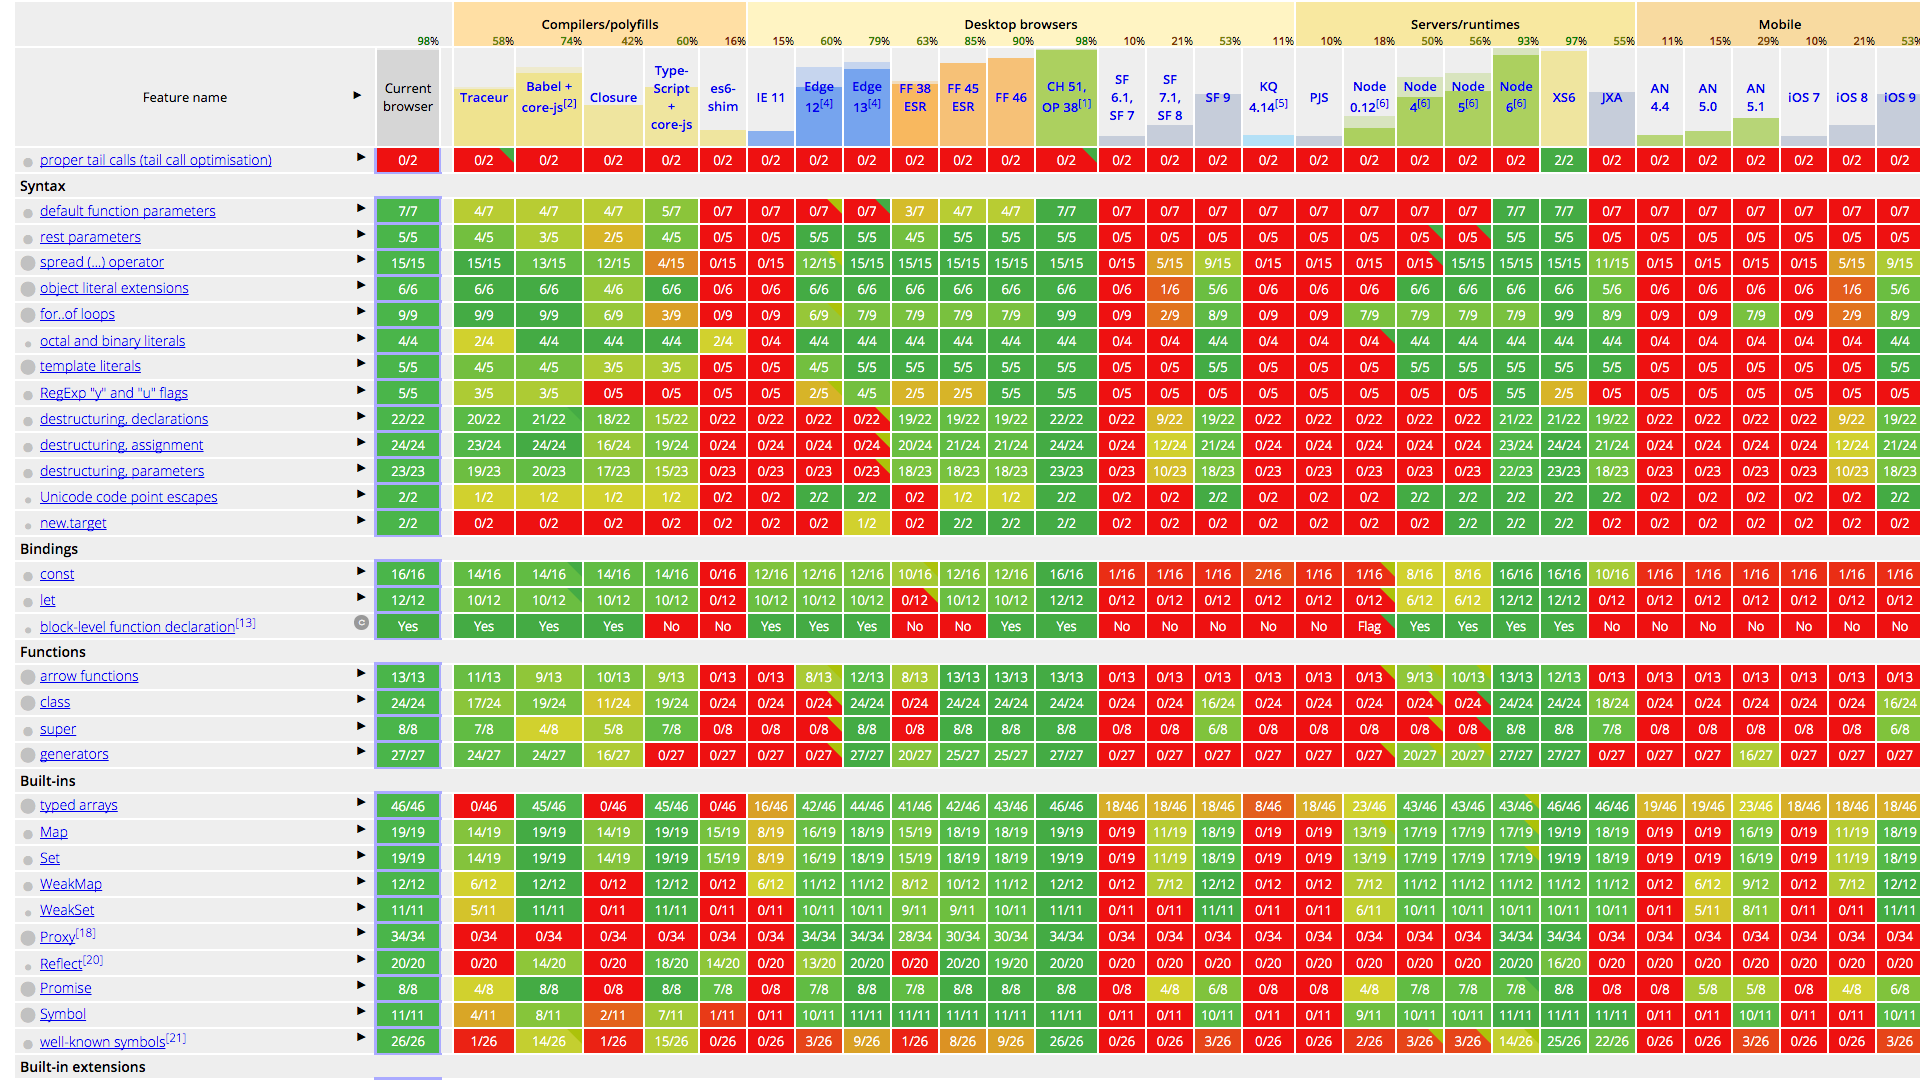 Compilers/polyfills Desktop browsers Servers/runtimes Mobile
98% 58% 74% 42% 60% 16% 15% 60% 79% 63% 85% 90% 98% 10% 21% 53% 11% 10% 18% 50% 56% 93% 97% 55% 11% 15% 29% 10% 21% 53%
Feature name ▶ Current browser Traceur Babel + core-js[2] Closure Type-Script + core-js es6-shim IE 11 Edge 12[4] Edge 13[4] FF 38 ESR FF 45 ESR FF 46 CH 51, OP 38[1] SF 6.1, SF 7 SF 7.1, SF 8 SF 9 KQ 4.14[5] PJS Node 0.12[6] Node 4[6] Node 5[6] Node 6[6] XS6 JXA AN 4.4 AN 5.0 AN 5.1 iOS 7 iOS 8 iOS 9
proper tail calls (tail call optimisation) ▶ 0/2 0/2 0/2 0/2 0/2 0/2 0/2 0/2 0/2 0/2 0/2 0/2 0/2 0/2 0/2 0/2 0/2 0/2 0/2 0/2 0/2 0/2 2/2 0/2 0/2 0/2 0/2 0/2 0/2 0/2
Syntax
default function parameters ▶ 7/7 4/7 4/7 4/7 5/7 0/7 0/7 0/7 0/7 3/7 4/7 4/7 7/7 0/7 0/7 0/7 0/7 0/7 0/7 0/7 0/7 7/7 7/7 0/7 0/7 0/7 0/7 0/7 0/7 0/7
rest parameters ▶ 5/5 4/5 3/5 2/5 4/5 0/5 0/5 5/5 5/5 4/5 5/5 5/5 5/5 0/5 0/5 0/5 0/5 0/5 0/5 0/5 0/5 5/5 5/5 0/5 0/5 0/5 0/5 0/5 0/5 0/5
spread (...) operator ▶ 15/15 15/15 13/15 12/15 4/15 0/15 0/15 12/15 15/15 15/15 15/15 15/15 15/15 0/15 5/15 9/15 0/15 0/15 0/15 0/15 15/15 15/15 15/15 11/15 0/15 0/15 0/15 0/15 5/15 9/15
object literal extensions ▶ 6/6 6/6 6/6 4/6 6/6 0/6 0/6 6/6 6/6 6/6 6/6 6/6 6/6 0/6 1/6 5/6 0/6 0/6 0/6 6/6 6/6 6/6 6/6 5/6 0/6 0/6 0/6 0/6 1/6 5/6
for..of loops ▶ 9/9 9/9 9/9 6/9 3/9 0/9 0/9 6/9 7/9 7/9 7/9 7/9 9/9 0/9 2/9 8/9 0/9 0/9 7/9 7/9 7/9 7/9 9/9 8/9 0/9 0/9 7/9 0/9 2/9 8/9
octal and binary literals ▶ 4/4 2/4 4/4 4/4 4/4 2/4 0/4 4/4 4/4 4/4 4/4 4/4 4/4 0/4 0/4 4/4 0/4 0/4 0/4 4/4 4/4 4/4 4/4 4/4 0/4 0/4 0/4 0/4 0/4 4/4
template literals ▶ 5/5 4/5 4/5 3/5 3/5 0/5 0/5 4/5 5/5 5/5 5/5 5/5 5/5 0/5 0/5 5/5 0/5 0/5 0/5 5/5 5/5 5/5 5/5 5/5 0/5 0/5 0/5 0/5 0/5 5/5
RegExp "y" and "u" flags ▶ 5/5 3/5 3/5 0/5 0/5 0/5 0/5 2/5 4/5 2/5 2/5 5/5 5/5 0/5 0/5 0/5 0/5 0/5 0/5 0/5 0/5 5/5 2/5 0/5 0/5 0/5 0/5 0/5 0/5 0/5
destructuring, declarations ▶ 22/22 20/22 21/22 18/22 15/22 0/22 0/22 0/22 0/22 19/22 19/22 19/22 22/22 0/22 9/22 19/22 0/22 0/22 0/22 0/22 0/22 21/22 21/22 19/22 0/22 0/22 0/22 0/22 9/22 19/22
destructuring, assignment ▶ 24/24 23/24 24/24 16/24 19/24 0/24 0/24 0/24 0/24 20/24 21/24 21/24 24/24 0/24 12/24 21/24 0/24 0/24 0/24 0/24 0/24 23/24 24/24 21/24 0/24 0/24 0/24 0/24 12/24 21/24
destructuring, parameters ▶ 23/23 19/23 20/23 17/23 15/23 0/23 0/23 0/23 0/23 18/23 18/23 18/23 23/23 0/23 10/23 18/23 0/23 0/23 0/23 0/23 0/23 22/23 23/23 18/23 0/23 0/23 0/23 0/23 10/23 18/23
Unicode code point escapes ▶ 2/2 1/2 1/2 1/2 1/2 0/2 0/2 2/2 2/2 0/2 1/2 1/2 2/2 0/2 0/2 2/2 0/2 0/2 0/2 2/2 2/2 2/2 2/2 2/2 0/2 0/2 0/2 0/2 0/2 2/2
new.target ▶ 2/2 0/2 0/2 0/2 0/2 0/2 0/2 0/2 1/2 0/2 2/2 2/2 2/2 0/2 0/2 0/2 0/2 0/2 0/2 0/2 2/2 2/2 2/2 0/2 0/2 0/2 0/2 0/2 0/2 0/2
Bindings
const ▶ 16/16 14/16 14/16 14/16 14/16 0/16 12/16 12/16 12/16 10/16 12/16 12/16 16/16 1/16 1/16 1/16 2/16 1/16 1/16 8/16 8/16 16/16 16/16 10/16 1/16 1/16 1/16 1/16 1/16 1/16
let ▶ 12/12 10/12 10/12 10/12 10/12 0/12 10/12 10/12 10/12 0/12 10/12 10/12 12/12 0/12 0/12 0/12 0/12 0/12 0/12 6/12 6/12 12/12 12/12 0/12 0/12 0/12 0/12 0/12 0/12 0/12
block-level function declaration[13] C Yes Yes Yes Yes No No Yes Yes Yes No No Yes Yes No No No No No Flag Yes Yes Yes Yes No No No No No No No
Functions
arrow functions ▶ 13/13 11/13 9/13 10/13 9/13 0/13 0/13 8/13 12/13 8/13 13/13 13/13 13/13 0/13 0/13 0/13 0/13 0/13 0/13 9/13 10/13 13/13 12/13 0/13 0/13 0/13 0/13 0/13 0/13 0/13
class ▶ 24/24 17/24 19/24 11/24 19/24 0/24 0/24 0/24 24/24 0/24 24/24 24/24 24/24 0/24 0/24 16/24 0/24 0/24 0/24 0/24 0/24 24/24 24/24 18/24 0/24 0/24 0/24 0/24 0/24 16/24
super ▶ 8/8 7/8 4/8 5/8 7/8 0/8 0/8 0/8 8/8 0/8 8/8 8/8 8/8 0/8 0/8 6/8 0/8 0/8 0/8 0/8 0/8 8/8 8/8 7/8 0/8 0/8 0/8 0/8 0/8 6/8
generators ▶ 27/27 24/27 24/27 16/27 0/27 0/27 0/27 0/27 27/27 20/27 25/27 25/27 27/27 0/27 0/27 0/27 0/27 0/27 0/27 20/27 20/27 27/27 27/27 0/27 0/27 0/27 16/27 0/27 0/27 0/27
Built-ins
typed arrays ▶ 46/46 0/46 45/46 0/46 45/46 0/46 16/46 42/46 44/46 41/46 42/46 43/46 46/46 18/46 18/46 18/46 8/46 18/46 23/46 43/46 43/46 43/46 46/46 46/46 19/46 19/46 23/46 18/46 18/46 18/46
Map ▶ 19/19 14/19 19/19 14/19 19/19 15/19 8/19 16/19 18/19 15/19 18/19 18/19 19/19 0/19 11/19 18/19 0/19 0/19 13/19 17/19 17/19 17/19 19/19 18/19 0/19 0/19 16/19 0/19 11/19 18/19
Set ▶ 19/19 14/19 19/19 14/19 19/19 15/19 8/19 16/19 18/19 15/19 18/19 18/19 19/19 0/19 11/19 18/19 0/19 0/19 13/19 17/19 17/19 17/19 19/19 18/19 0/19 0/19 16/19 0/19 11/19 18/19
WeakMap ▶ 12/12 6/12 12/12 0/12 12/12 0/12 6/12 11/12 11/12 8/12 10/12 11/12 12/12 0/12 7/12 12/12 0/12 0/12 7/12 11/12 11/12 11/12 11/12 11/12 0/12 6/12 9/12 0/12 7/12 12/12
WeakSet ▶ 11/11 5/11 11/11 0/11 11/11 0/11 0/11 10/11 10/11 9/11 9/11 10/11 11/11 0/11 0/11 11/11 0/11 0/11 6/11 10/11 10/11 10/11 10/11 10/11 0/11 5/11 8/11 0/11 0/11 11/11
Proxy[18] ▶ 34/34 0/34 0/34 0/34 0/34 0/34 0/34 34/34 34/34 28/34 30/34 30/34 34/34 0/34 0/34 0/34 0/34 0/34 0/34 0/34 0/34 34/34 34/34 0/34 0/34 0/34 0/34 0/34 0/34 0/34
Reflect[20] ▶ 20/20 0/20 14/20 0/20 18/20 14/20 0/20 13/20 20/20 0/20 20/20 19/20 20/20 0/20 0/20 0/20 0/20 0/20 0/20 0/20 0/20 20/20 16/20 0/20 0/20 0/20 0/20 0/20 0/20 0/20
Promise ▶ 8/8 4/8 8/8 0/8 8/8 7/8 0/8 7/8 8/8 7/8 8/8 8/8 8/8 0/8 4/8 6/8 0/8 0/8 4/8 7/8 7/8 7/8 8/8 0/8 0/8 5/8 5/8 0/8 4/8 6/8
Symbol ▶ 11/11 4/11 8/11 2/11 7/11 1/11 0/11 10/11 11/11 11/11 11/11 11/11 11/11 0/11 0/11 10/11 0/11 0/11 9/11 10/11 10/11 11/11 11/11 11/11 0/11 0/11 10/11 0/11 0/11 10/11
well-known symbols[21] ▶ 26/26 1/26 14/26 1/26 15/26 0/26 0/26 3/26 9/26 1/26 8/26 9/26 26/26 0/26 0/26 3/26 0/26 0/26 2/26 3/26 3/26 14/26 25/26 22/26 0/26 0/26 3/26 0/26 0/26 3/26
Built-in extensions